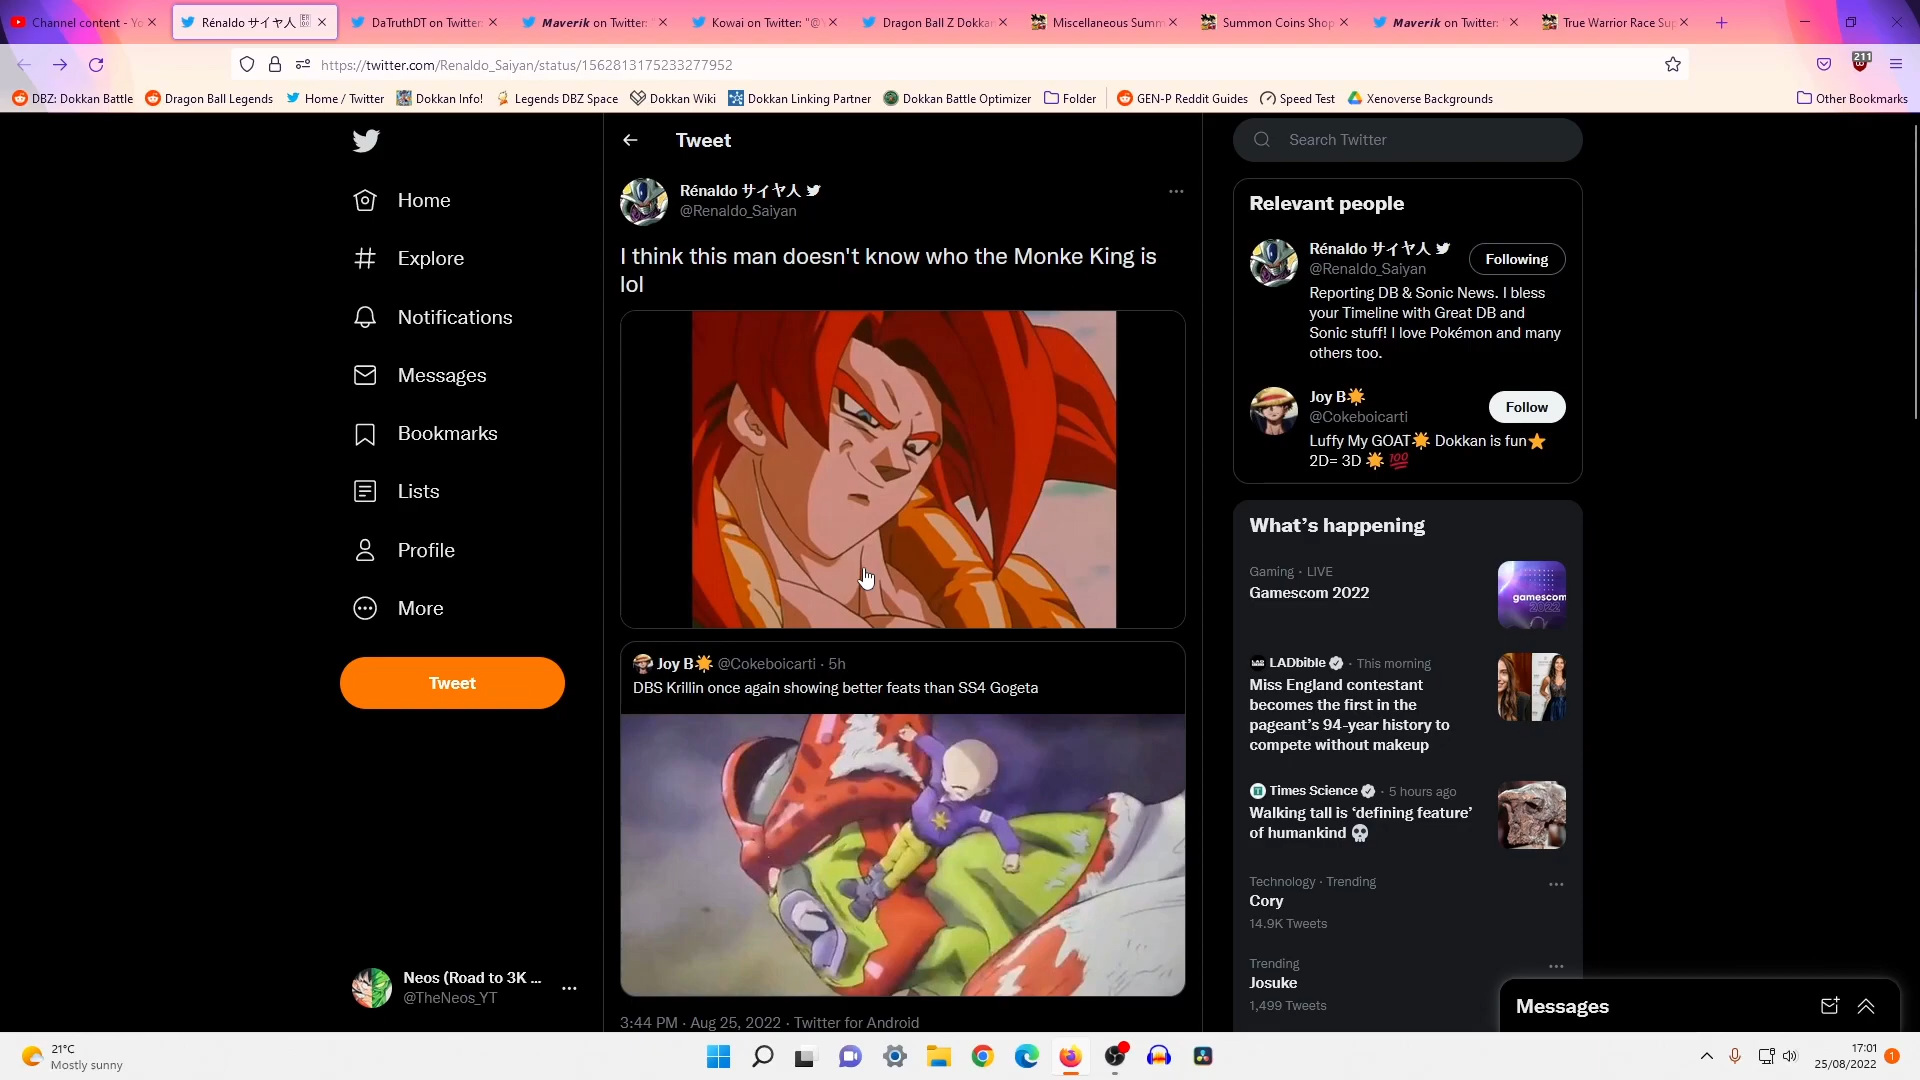 Channel content - Yo
Rénaldo サイヤ人
DaTruthDT on Twitter:
Maverik on Twitter:
Kowai on Twitter: "@
Dragon Ball Z Dokka
Miscellaneous Summ
Summon Coins Shop
Maverik on Twitter:
True Warrior Race Sup
https://twitter.com/Renaldo_Saiyan/status/1562813175233277952
211
DBZ: Dokkan Battle
Dragon Ball Legends
Home / Twitter
Dokkan Info!
Legends DBZ Space
Dokkan Wiki
Dokkan Linking Partner
Dokkan Battle Optimizer
Folder
GEN-P Reddit Guides
Speed Test
Xenoverse Backgrounds
Other Bookmarks
Home
Explore
Notifications
Messages
Bookmarks
Lists
Profile
More
Tweet
Neos (Road to 3K ...
@TheNeos_YT
Tweet
Rénaldo サイヤ人
@Renaldo_Saiyan
I think this man doesn't know who the Monke King is
lol
Joy B🌟 @Cokeboicarti · 5h
DBS Krillin once again showing better feats than SS4 Gogeta
3:44 PM · Aug 25, 2022 · Twitter for Android
Search Twitter
Relevant people
Rénaldo サイヤ人
@Renaldo_Saiyan
Following
Reporting DB & Sonic News. I bless
your Timeline with Great DB and
Sonic stuff! I love Pokémon and many
others too.
Joy B🌟
@Cokeboicarti
Follow
Luffy My GOAT🌟 Dokkan is fun⭐
2D= 3D 🌟 💯
What's happening
Gaming · LIVE
Gamescom 2022
gamescom
2022
LADbible · This morning
Miss England contestant
becomes the first in the
pageant's 94-year history to
compete without makeup
Times Science · 5 hours ago
Walking tall is 'defining feature'
of humankind 💀
Technology · Trending
Cory
14.9K Tweets
Trending
Josuke
1,499 Tweets
Messages
21°C
Mostly sunny
17:01
25/08/2022
1